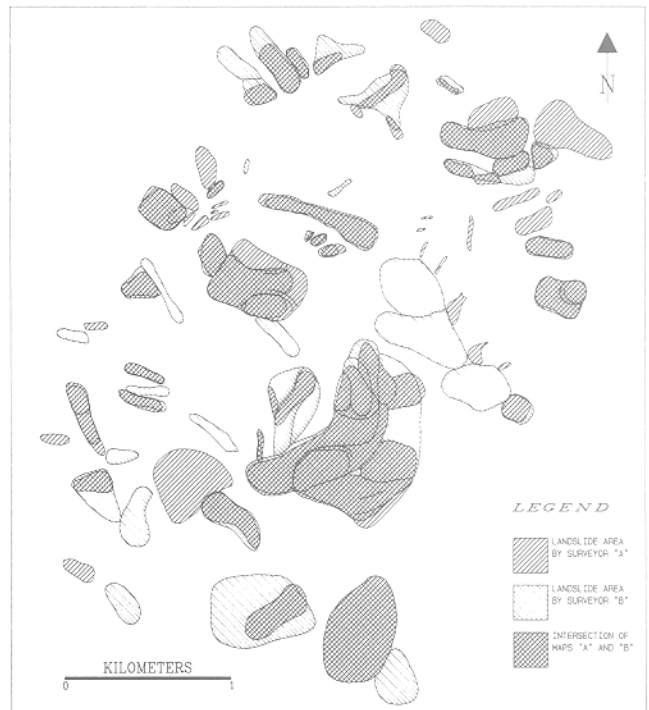 N
LEGEND
LANDSLIDE AREA
BY SURVEYOR "A"
LANDSLIDE AREA
BY SURVEYOR "B"
INTERSECTION OF
MAPS "A" AND "B"
KILOMETERS
0 1